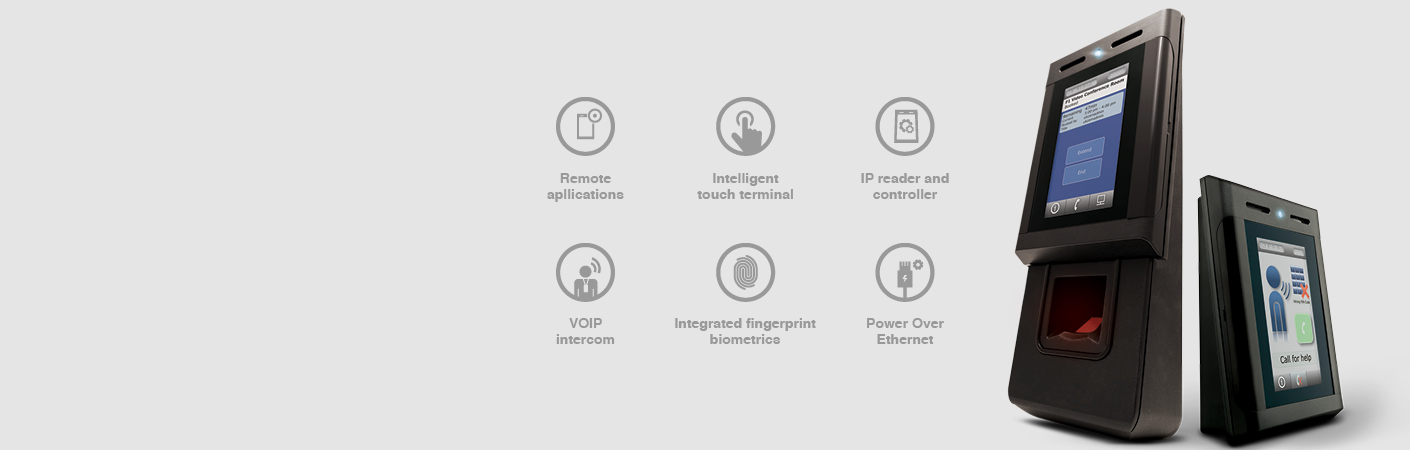 Remote
apllications
Intelligent
touch terminal
IP reader and
controller
VOIP
intercom
Integrated fingerprint
biometrics
Power Over
Ethernet
F1 Video Conference Room
Extend
End
Call for help